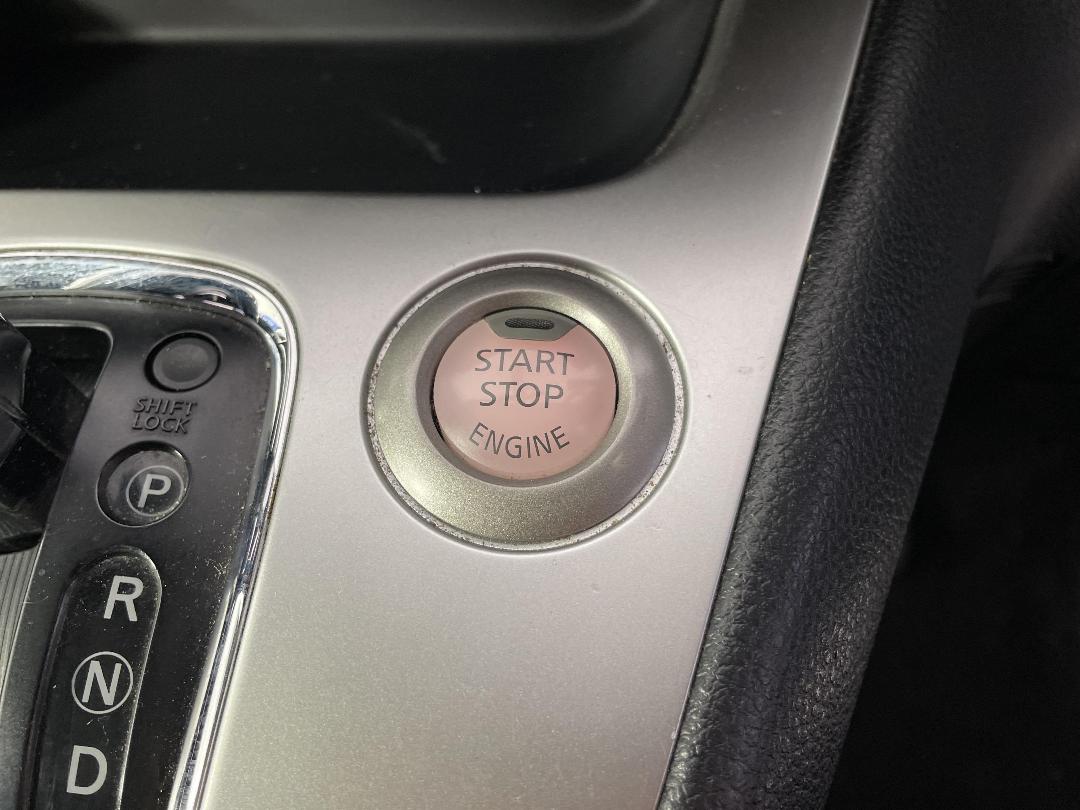 START
STOP
ENGINE
SHIFT
LOCK
P
R
N
D